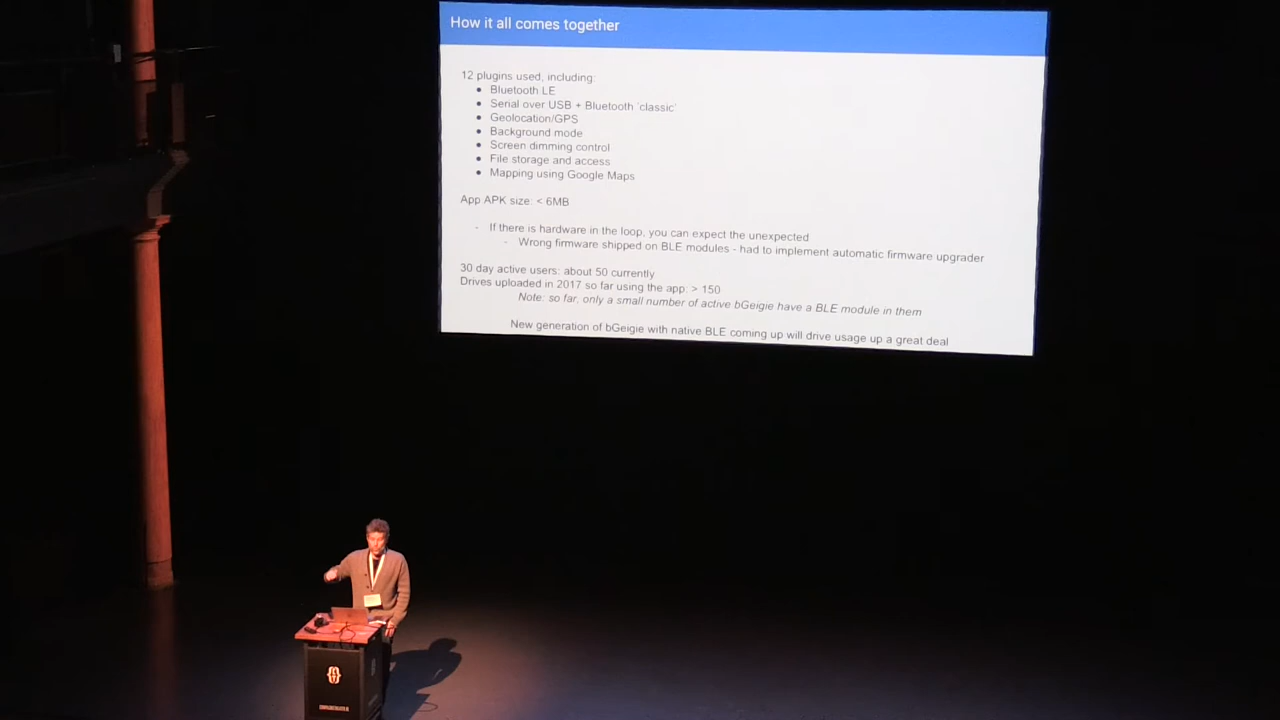 How it all comes together
12 plugins used, including:
● Bluetooth LE
● Serial over USB + Bluetooth 'classic'
● Geolocation/GPS
● Background mode
● Screen dimming control
● File storage and access
● Mapping using Google Maps
App APK size: < 6MB
- If there is hardware in the loop, you can expect the unexpected
- Wrong firmware shipped on BLE modules - had to implement automatic firmware upgrader
30 day active users: about 50 currently
Drives uploaded in 2017 so far using the app: > 150
Note: so far, only a small number of active bGeigie have a BLE module in them
New generation of bGeigie with native BLE coming up will drive usage up a great deal